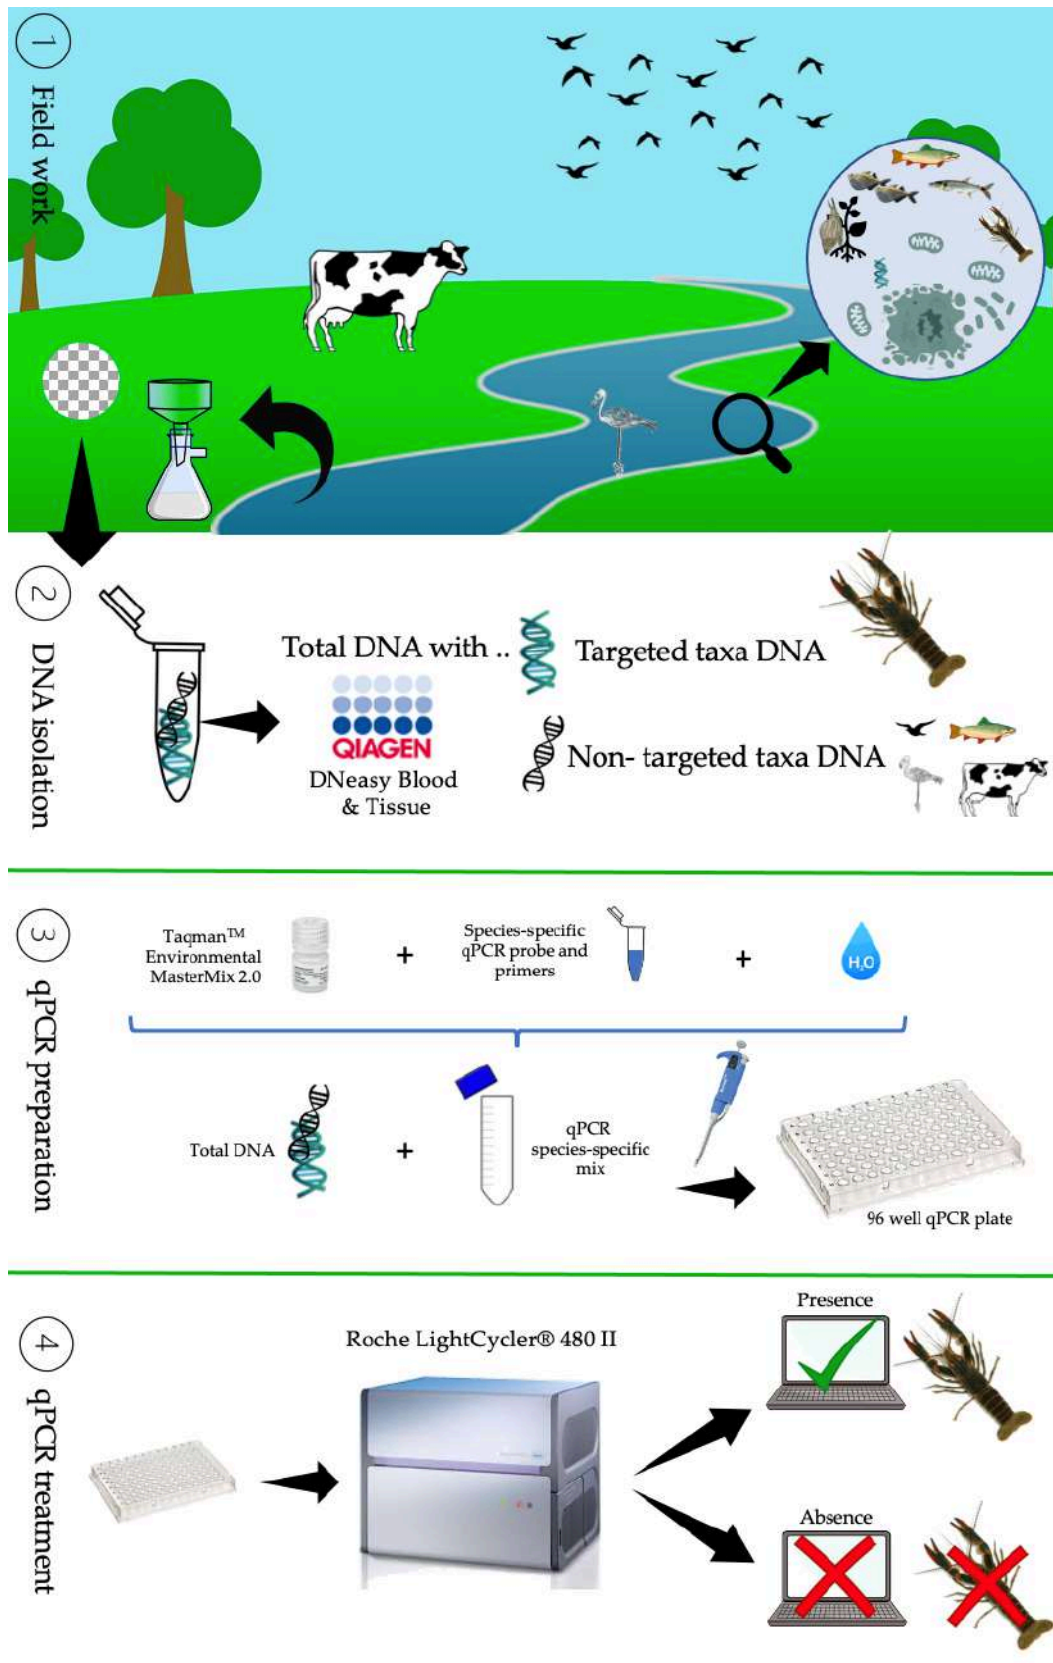 1 Field work
2 DNA isolation
Total DNA with ..
QIAGEN
DNeasy Blood
& Tissue
Targeted taxa DNA
Non- targeted taxa DNA
3 qPCR preparation
Taqman™
Environmental
MasterMix 2.0
+
Species-specific
qPCR probe and
primers
+
H₂O
Total DNA
+
qPCR
species-specific
mix
96 well qPCR plate
4 qPCR treatment
Roche LightCycler® 480 II
Presence
Absence